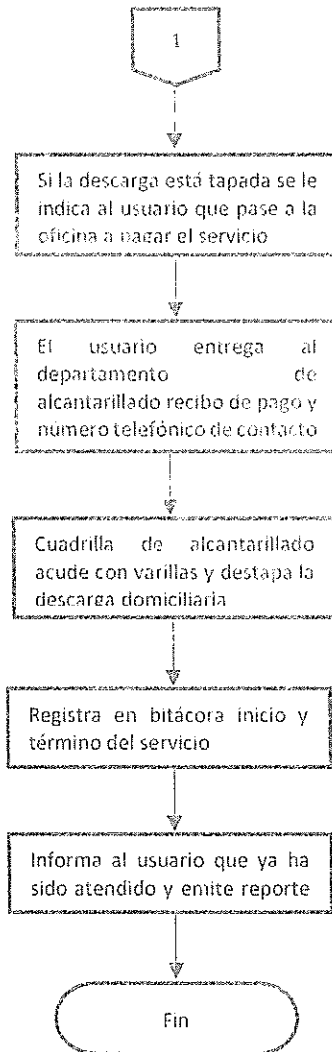 1
Si la descarga está tapada se le
indica al usuario que pase a la
oficina a pagar el servicio
El usuario entrega al
departamento de
alcantarillado recibo de pago y
número telefónico de contacto
Cuadrilla de alcantarillado
acude con varillas y destapa la
descarga domiciliaria
Registra en bitácora inicio y
término del servicio
Informa al usuario que ya ha
sido atendido y emite reporte
Fin